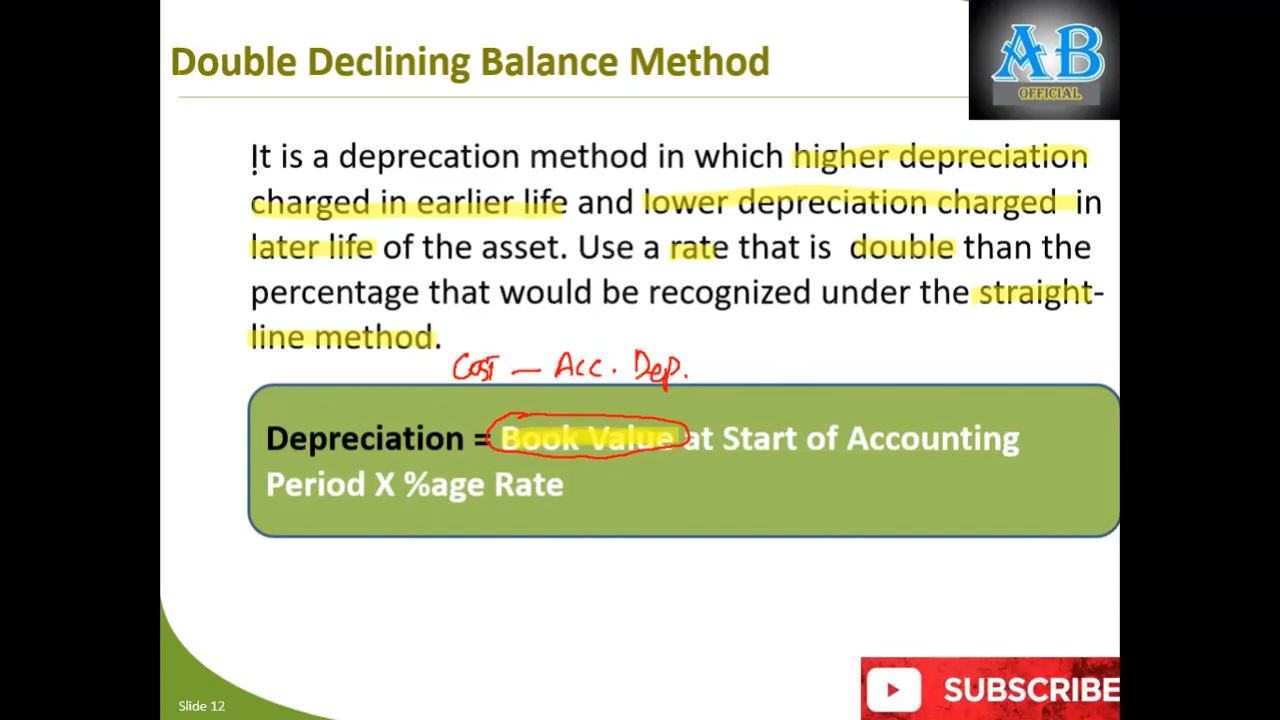 Double Declining Balance Method
AB
OFFICIAL
It is a deprecation method in which higher depreciation
charged in earlier life and lower depreciation charged in
later life of the asset. Use a rate that is double than the
percentage that would be recognized under the straight-
line method.
Cost - Acc. Dep.
Depreciation = Book Value at Start of Accounting
Period X %age Rate
SUBSCRIBE
Slide 12